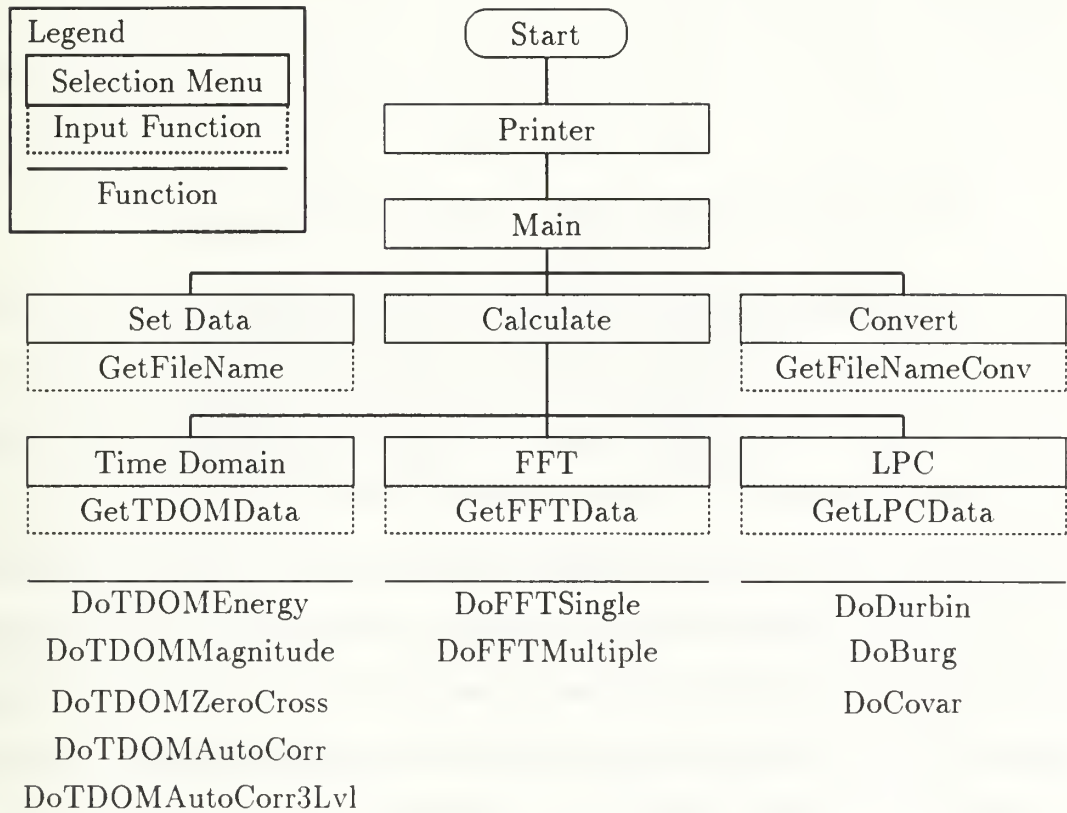 Legend
Selection Menu
Input Function
Function
Start
Printer
Main
Set Data
GetFileName
Calculate
Convert
GetFileNameConv
Time Domain
GetTDOMData
FFT
GetFFTData
LPC
GetLPCData
DoTDOMEnergy
DoTDOMMagnitude
DoTDOMZeroCross
DoTDOMAutoCorr
DoTDOMAutoCorr3Lvl
DoFFTSingle
DoFFTMultiple
DoDurbin
DoBurg
DoCovar